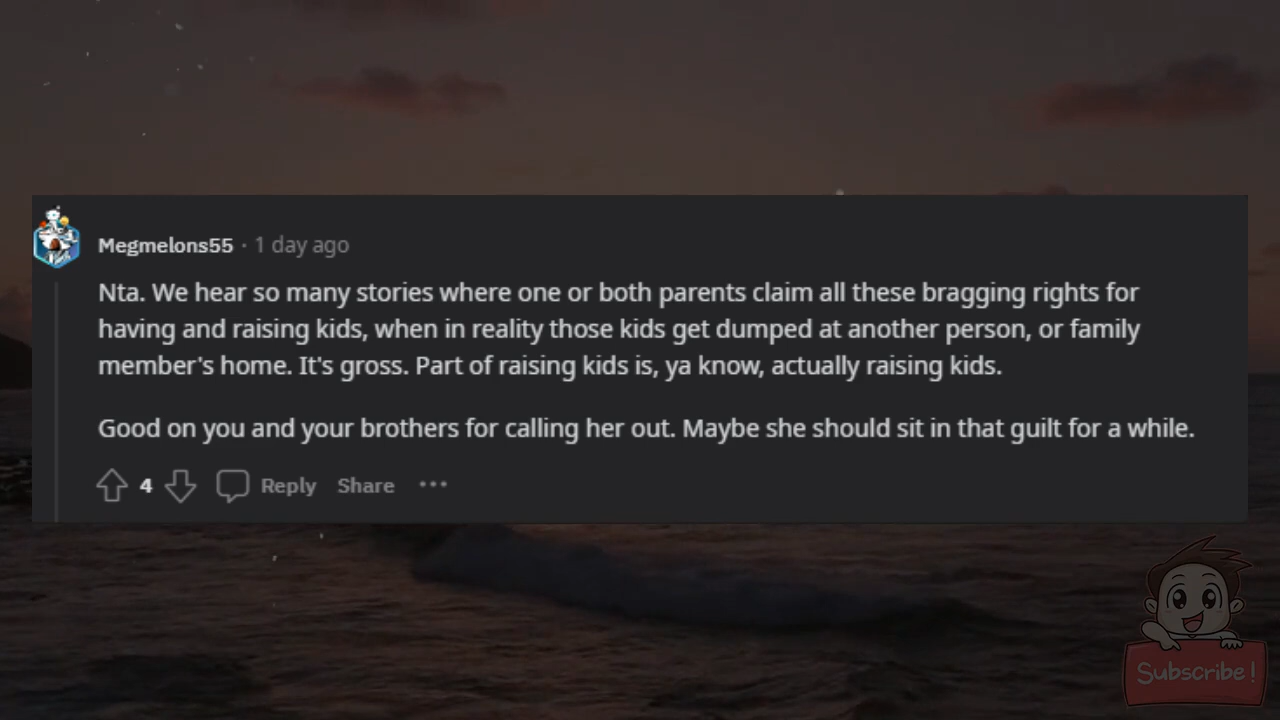 Megmelons55 · 1 day ago
Nta. We hear so many stories where one or both parents claim all these bragging rights for
having and raising kids, when in reality those kids get dumped at another person, or family
member's home. It's gross. Part of raising kids is, ya know, actually raising kids.
Good on you and your brothers for calling her out. Maybe she should sit in that guilt for a while.
4 Reply Share ···
Subscribe!